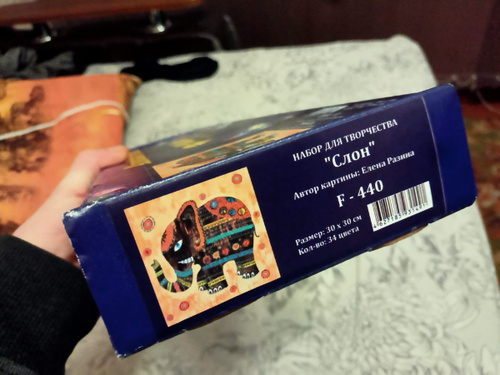 НАБОР ДЛЯ ТВОРЧЕСТВА
"Слон"
Автор картины: Елена Разина
F - 440
Размер: 30 x 30 см
Кол-во: 34 цвета